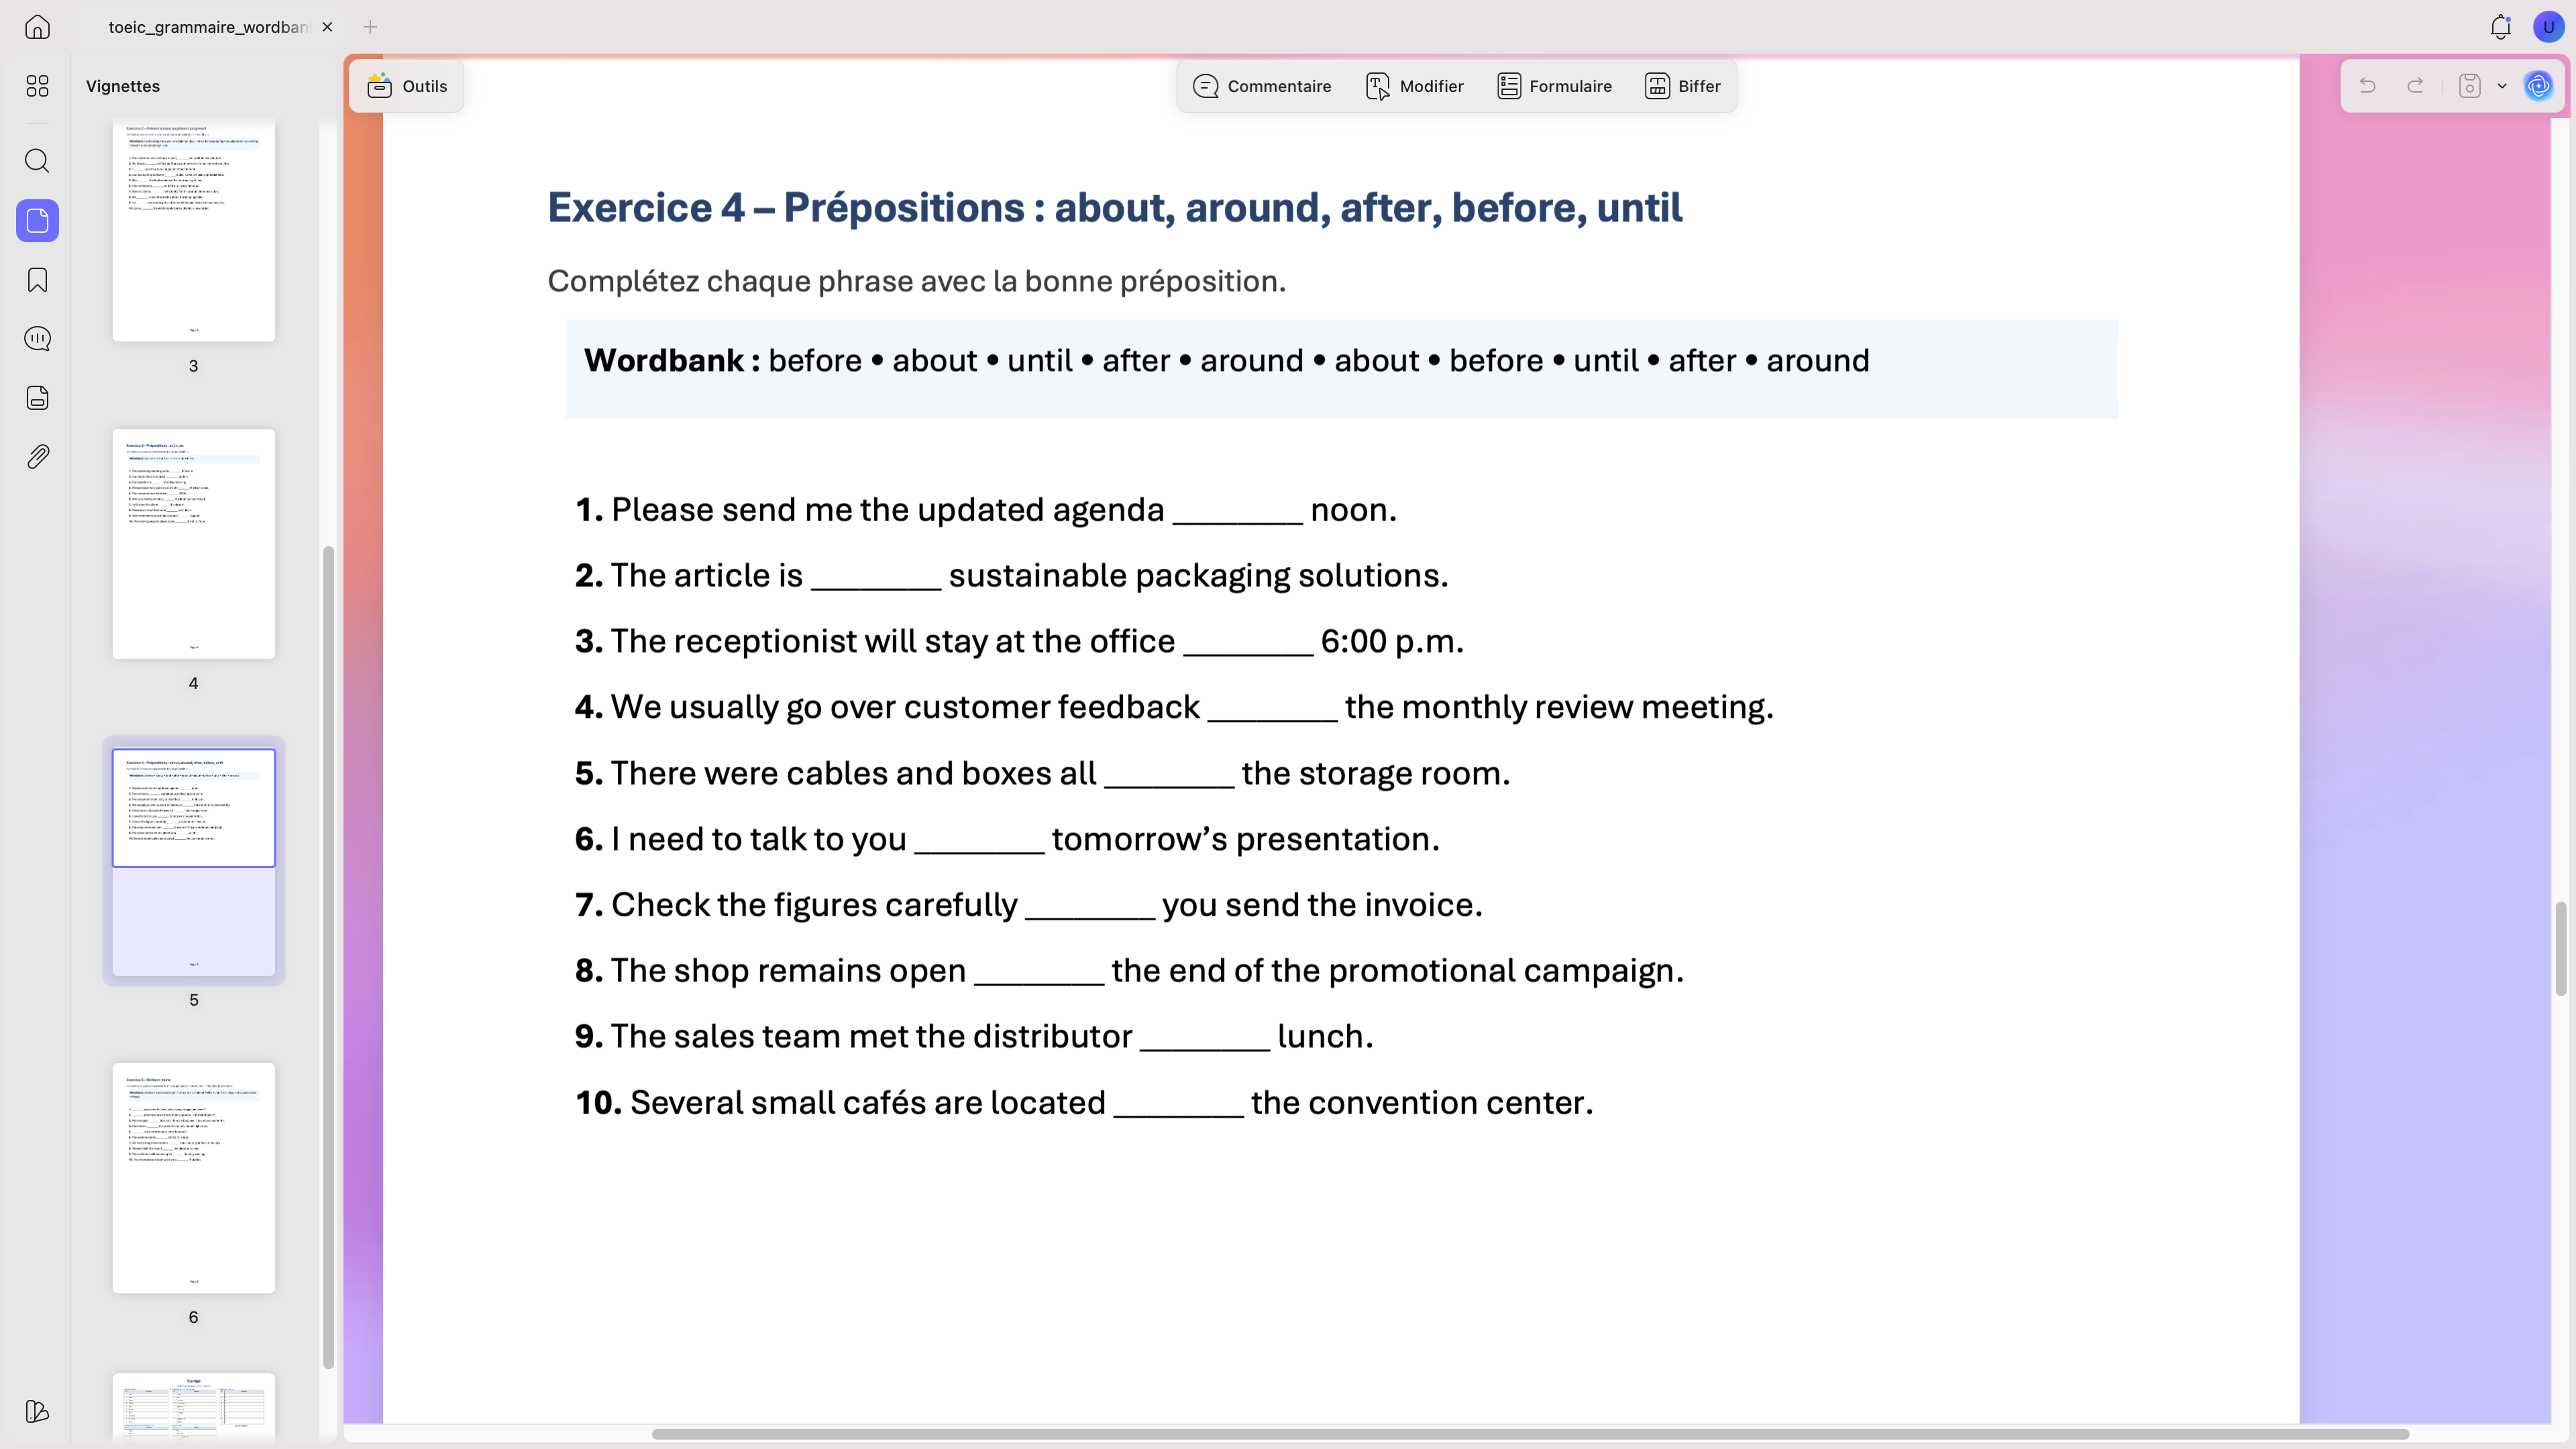 toeic_grammaire_wordban
U
Vignettes
Outils
Commentaire
Modifier
Formulaire
Biffer
3
4
5
6
Corrigé
Exercice 4 – Prépositions : about, around, after, before, until
Complétez chaque phrase avec la bonne préposition.
Wordbank : before • about • until • after • around • about • before • until • after • around
1. Please send me the updated agenda ________ noon.
2. The article is ________ sustainable packaging solutions.
3. The receptionist will stay at the office ________ 6:00 p.m.
4. We usually go over customer feedback ________ the monthly review meeting.
5. There were cables and boxes all ________ the storage room.
6. I need to talk to you ________ tomorrow’s presentation.
7. Check the figures carefully ________ you send the invoice.
8. The shop remains open ________ the end of the promotional campaign.
9. The sales team met the distributor ________ lunch.
10. Several small cafés are located ________ the convention center.